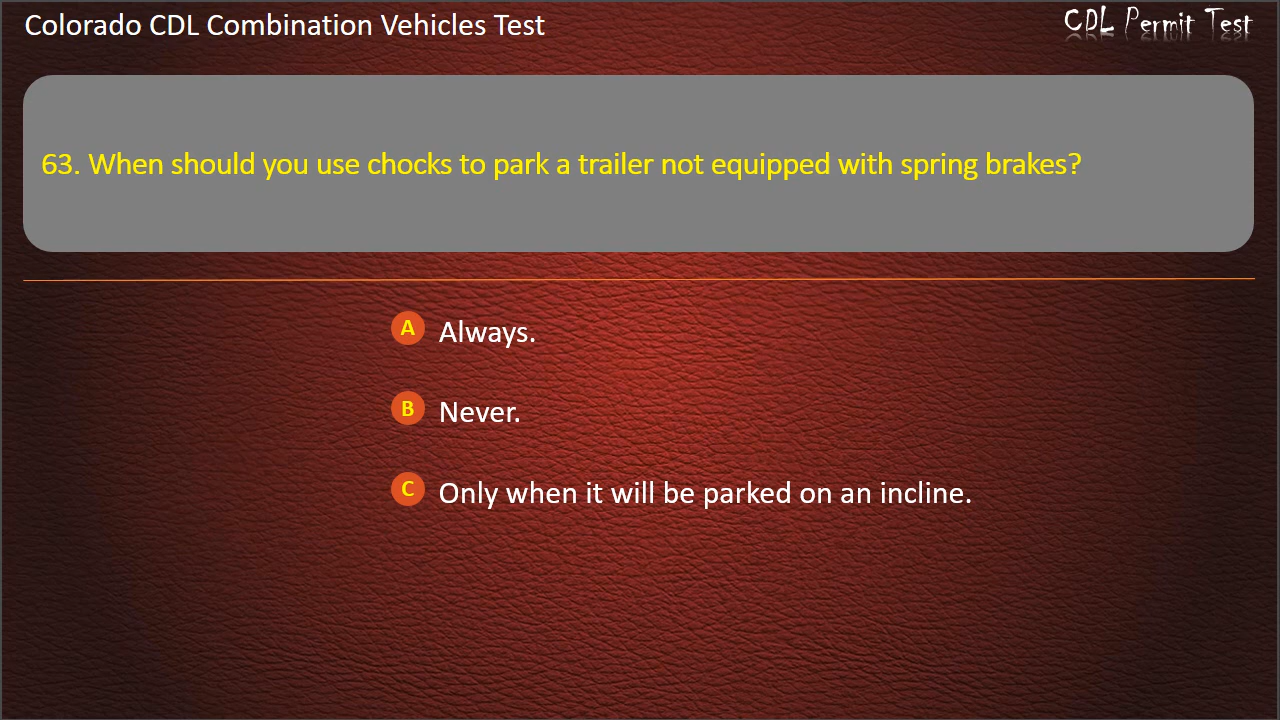 Colorado CDL Combination Vehicles Test
CDL Permit Test
63. When should you use chocks to park a trailer not equipped with spring brakes?
A Always.
B Never.
C Only when it will be parked on an incline.